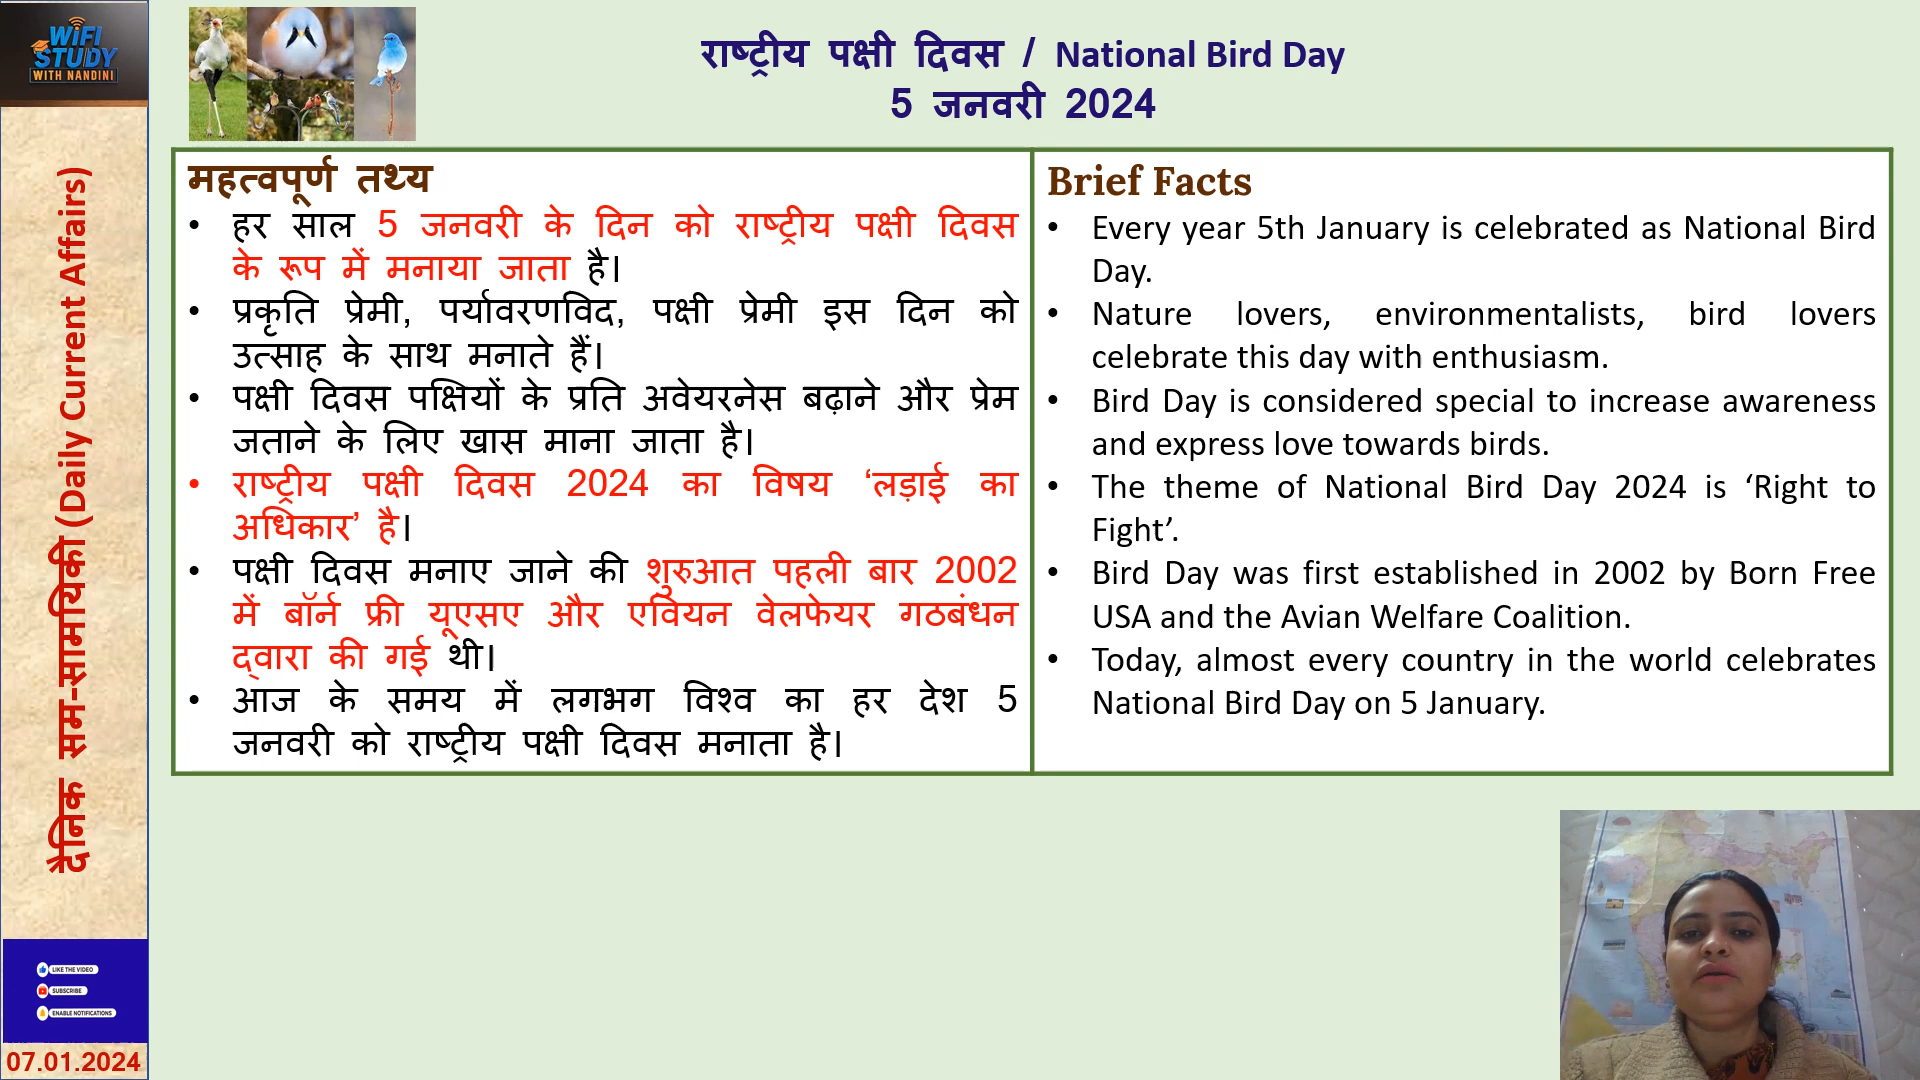 WiFI
STUDY
WITH NANDINI
राष्ट्रीय पक्षी दिवस / National Bird Day
5 जनवरी 2024
दैनिक सम-सामयिकी (Daily Current Affairs)
महत्वपूर्ण तथ्य
• हर साल 5 जनवरी के दिन को राष्ट्रीय पक्षी दिवस
के रूप में मनाया जाता है।
• प्रकृति प्रेमी, पर्यावरणविद, पक्षी प्रेमी इस दिन को
उत्साह के साथ मनाते हैं।
• पक्षी दिवस पक्षियों के प्रति अवेयरनेस बढ़ाने और प्रेम
जताने के लिए खास माना जाता है।
• राष्ट्रीय पक्षी दिवस 2024 का विषय ‘लड़ाई का
अधिकार’ है।
• पक्षी दिवस मनाए जाने की शुरुआत पहली बार 2002
में बॉर्न फ्री यूएसए और एवियन वेलफेयर गठबंधन
द्वारा की गई थी।
• आज के समय में लगभग विश्व का हर देश 5
जनवरी को राष्ट्रीय पक्षी दिवस मनाता है।
Brief Facts
• Every year 5th January is celebrated as National Bird
Day.
• Nature lovers, environmentalists, bird lovers
celebrate this day with enthusiasm.
• Bird Day is considered special to increase awareness
and express love towards birds.
• The theme of National Bird Day 2024 is ‘Right to
Fight’.
• Bird Day was first established in 2002 by Born Free
USA and the Avian Welfare Coalition.
• Today, almost every country in the world celebrates
National Bird Day on 5 January.
LIKE THE VIDEO
SUBSCRIBE
ENABLE NOTIFICATIONS
07.01.2024